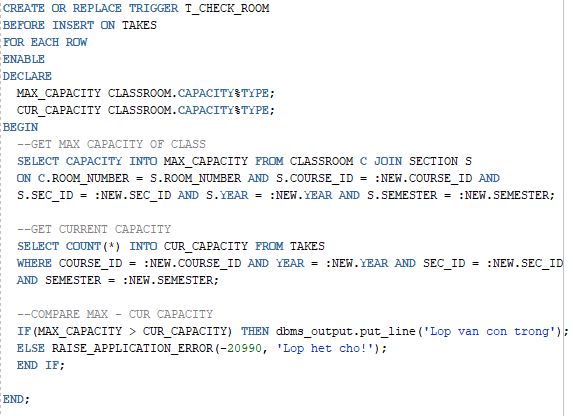 CREATE OR REPLACE TRIGGER T_CHECK_ROOM
BEFORE INSERT ON TAKES
FOR EACH ROW
ENABLE
DECLARE
  MAX_CAPACITY CLASSROOM.CAPACITY%TYPE;
  CUR_CAPACITY CLASSROOM.CAPACITY%TYPE;
BEGIN
  --GET MAX CAPACITY OF CLASS
  SELECT CAPACITY INTO MAX_CAPACITY FROM CLASSROOM C JOIN SECTION S
  ON C.ROOM_NUMBER = S.ROOM_NUMBER AND S.COURSE_ID = :NEW.COURSE_ID AND
  S.SEC_ID = :NEW.SEC_ID AND S.YEAR = :NEW.YEAR AND S.SEMESTER = :NEW.SEMESTER;

  --GET CURRENT CAPACITY
  SELECT COUNT(*) INTO CUR_CAPACITY FROM TAKES
  WHERE COURSE_ID = :NEW.COURSE_ID AND YEAR = :NEW.YEAR AND SEC_ID = :NEW.SEC_ID
  AND SEMESTER = :NEW.SEMESTER;

  --COMPARE MAX - CUR CAPACITY
  IF(MAX_CAPACITY > CUR_CAPACITY) THEN dbms_output.put_line('Lop van con trong');
  ELSE RAISE_APPLICATION_ERROR(-20990, 'Lop het cho!');
  END IF;

END;